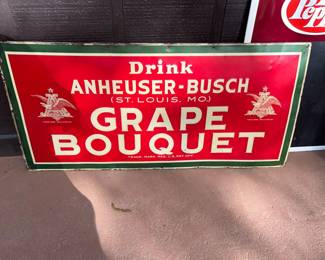 Drink
ANHEUSER-BUSCH
(ST. LOUIS, MO.)
GRAPE
BOUQUET
TRADE MARK REG. U.S. PAT. OFF.